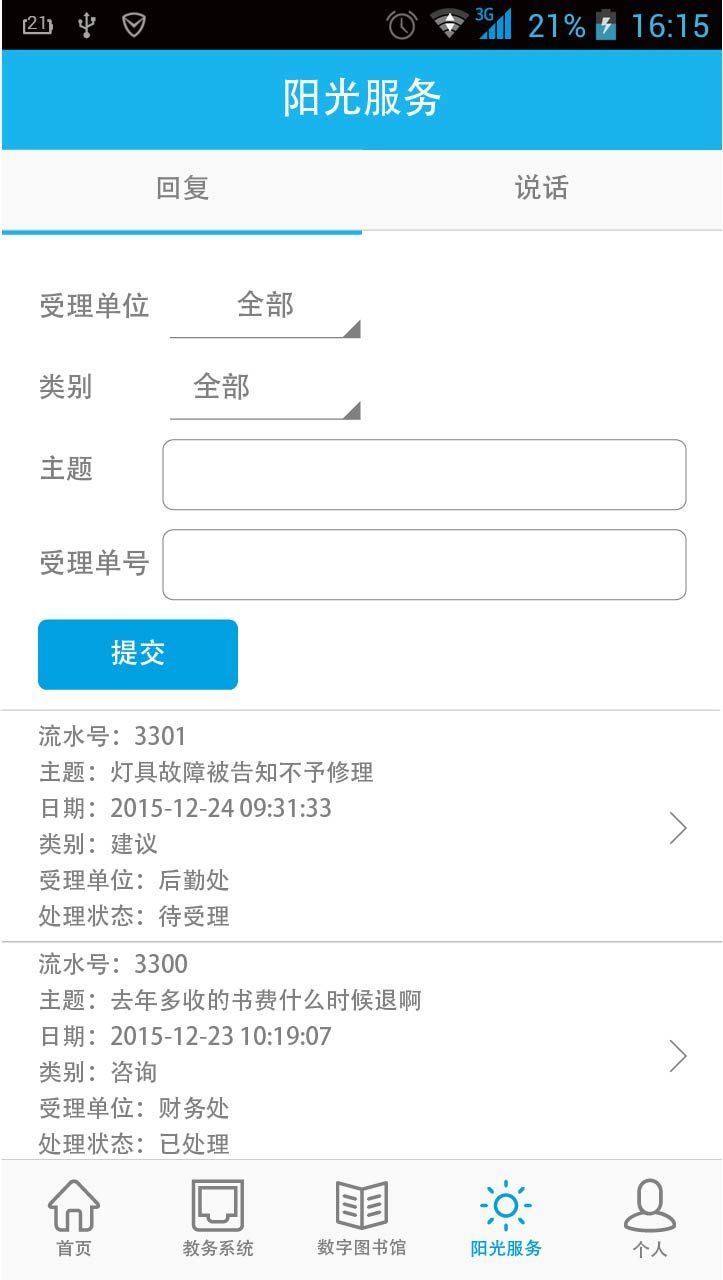 21 3G 21% 16:15
阳光服务
回复 说话
受理单位 全部
类别 全部
主题
受理单号
提交
流水号：3301
主题：灯具故障被告知不予修理
日期：2015-12-24 09:31:33
类别：建议
受理单位：后勤处
处理状态：待受理
流水号：3300
主题：去年多收的书费什么时候退啊
日期：2015-12-23 10:19:07
类别：咨询
受理单位：财务处
处理状态：已处理
首页 教务系统 数字图书馆 阳光服务 个人